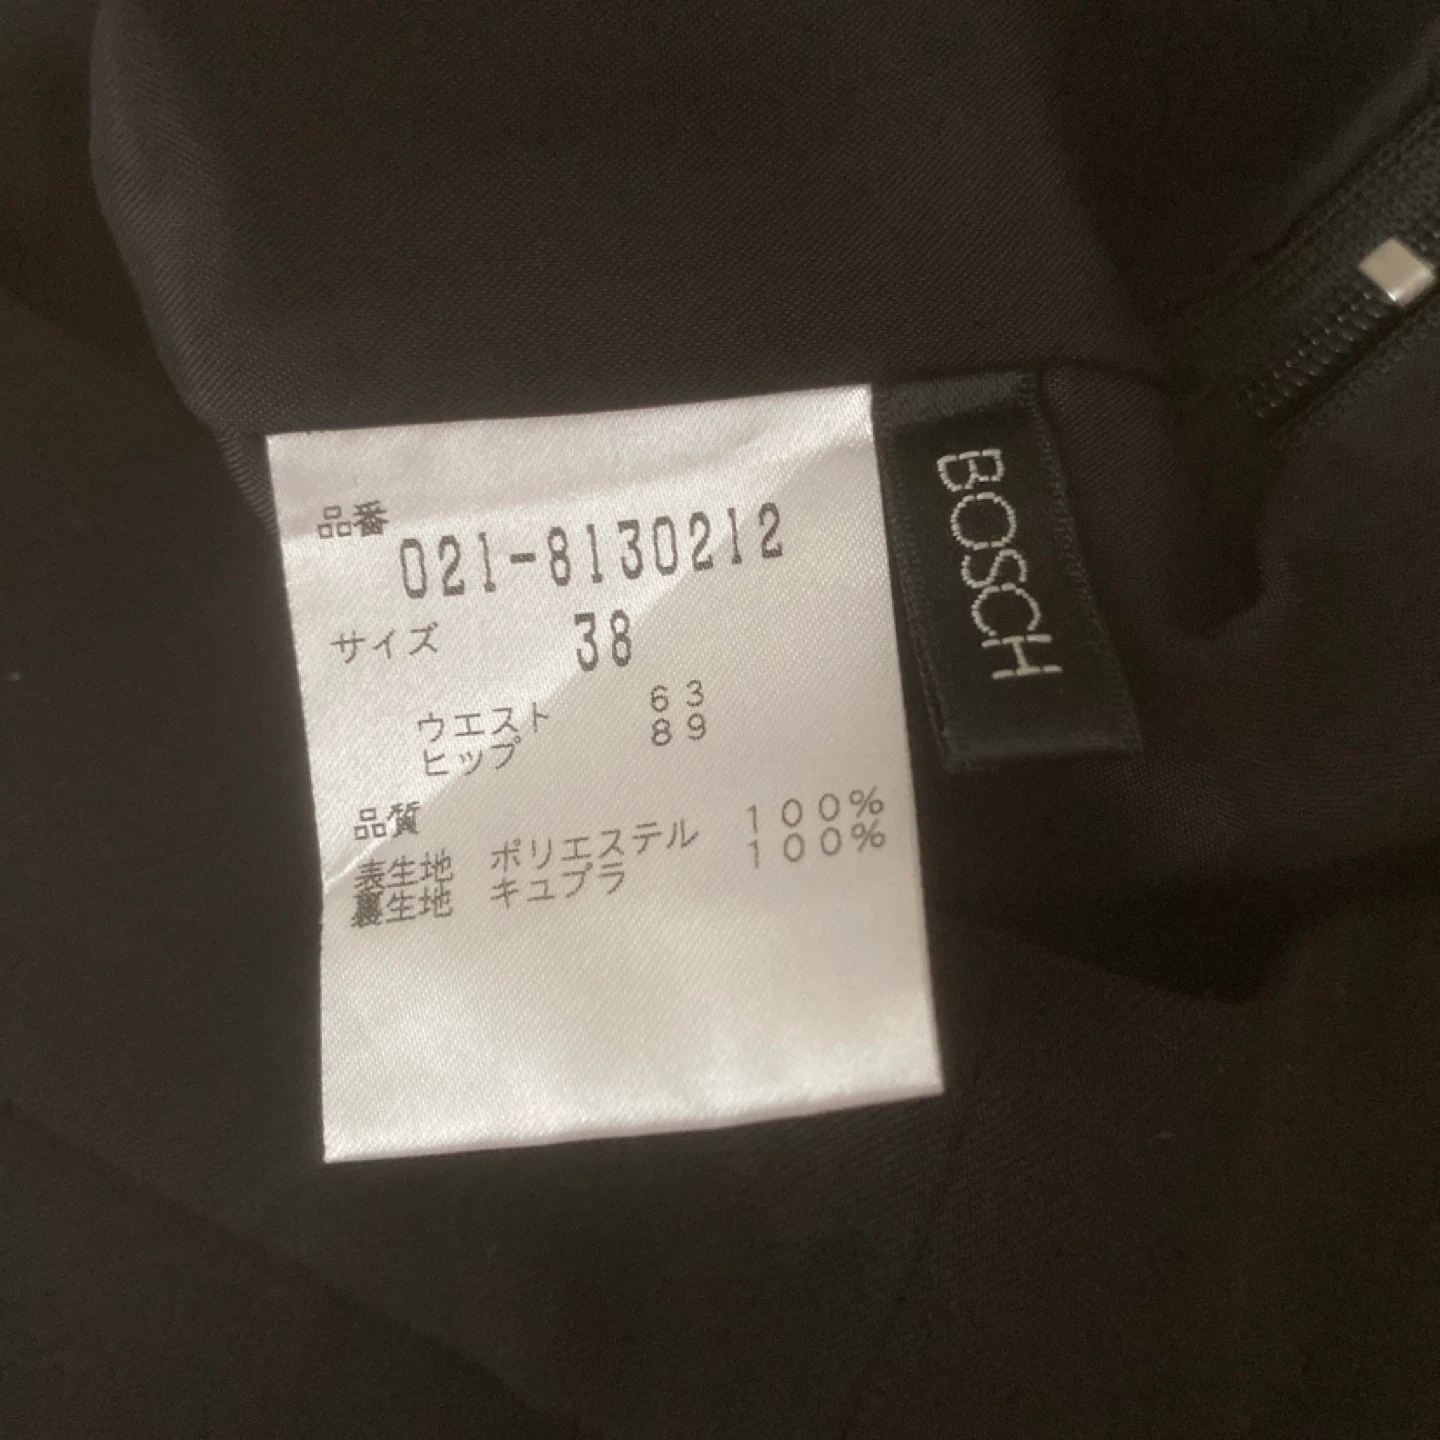 品番
021-8130212
サイズ 38
ウエスト 63
ヒップ 89
品質
表生地 ポリエステル 100%
裏生地 キュプラ 100%
BOSCH